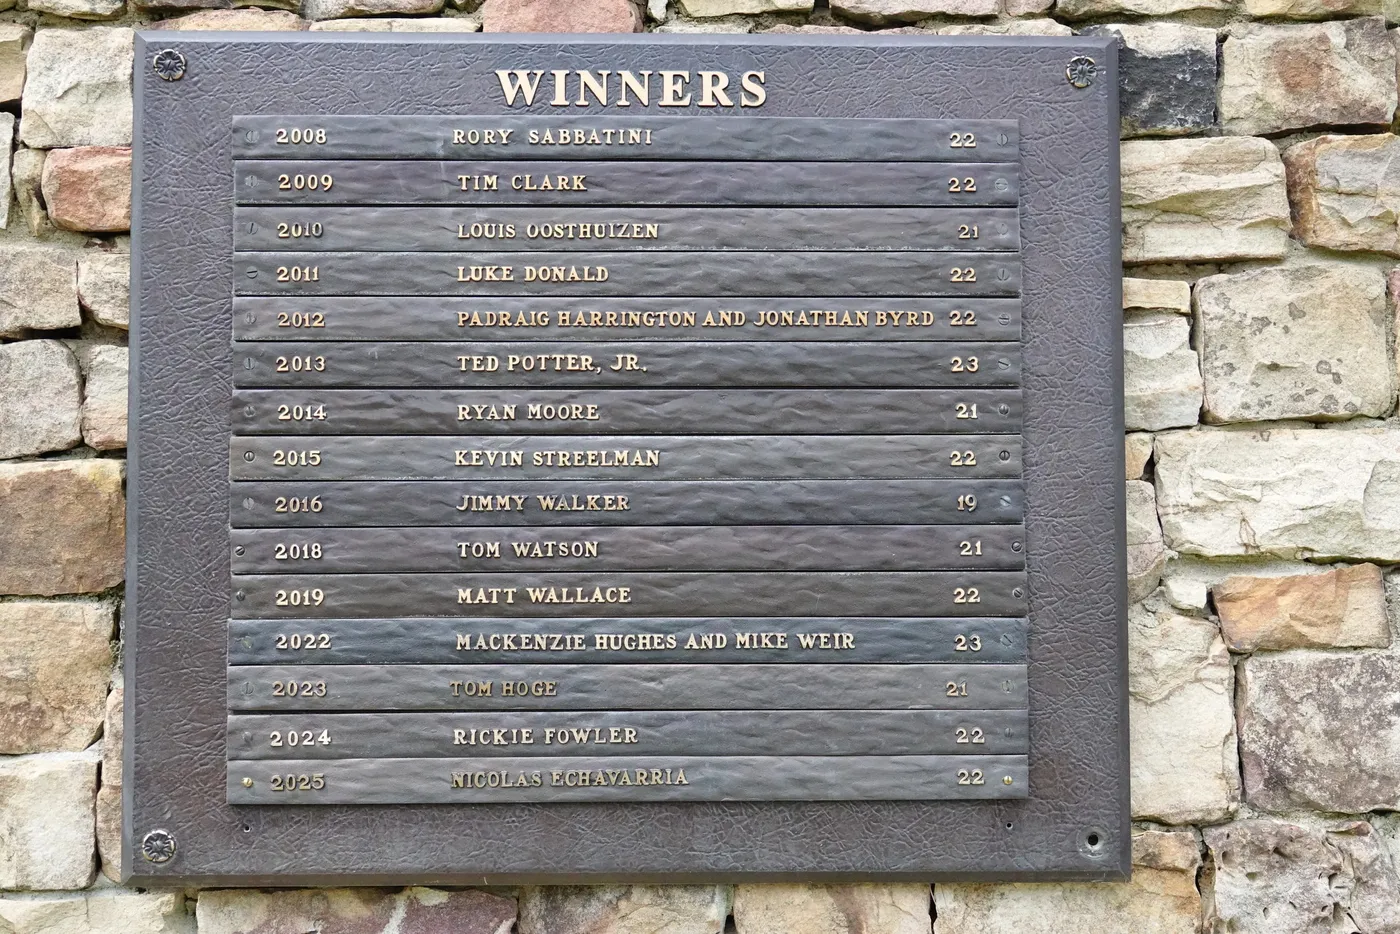 WINNERS
2008 RORY SABBATINI 22
2009 TIM CLARK 22
2010 LOUIS OOSTHUIZEN 21
2011 LUKE DONALD 22
2012 PADRAIG HARRINGTON AND JONATHAN BYRD 22
2013 TED POTTER, JR. 23
2014 RYAN MOORE 21
2015 KEVIN STREELMAN 22
2016 JIMMY WALKER 19
2018 TOM WATSON 21
2019 MATT WALLACE 22
2022 MACKENZIE HUGHES AND MIKE WEIR 23
2023 TOM HOGE 21
2024 RICKIE FOWLER 22
2025 NICOLÁS ECHAVARRIA 22